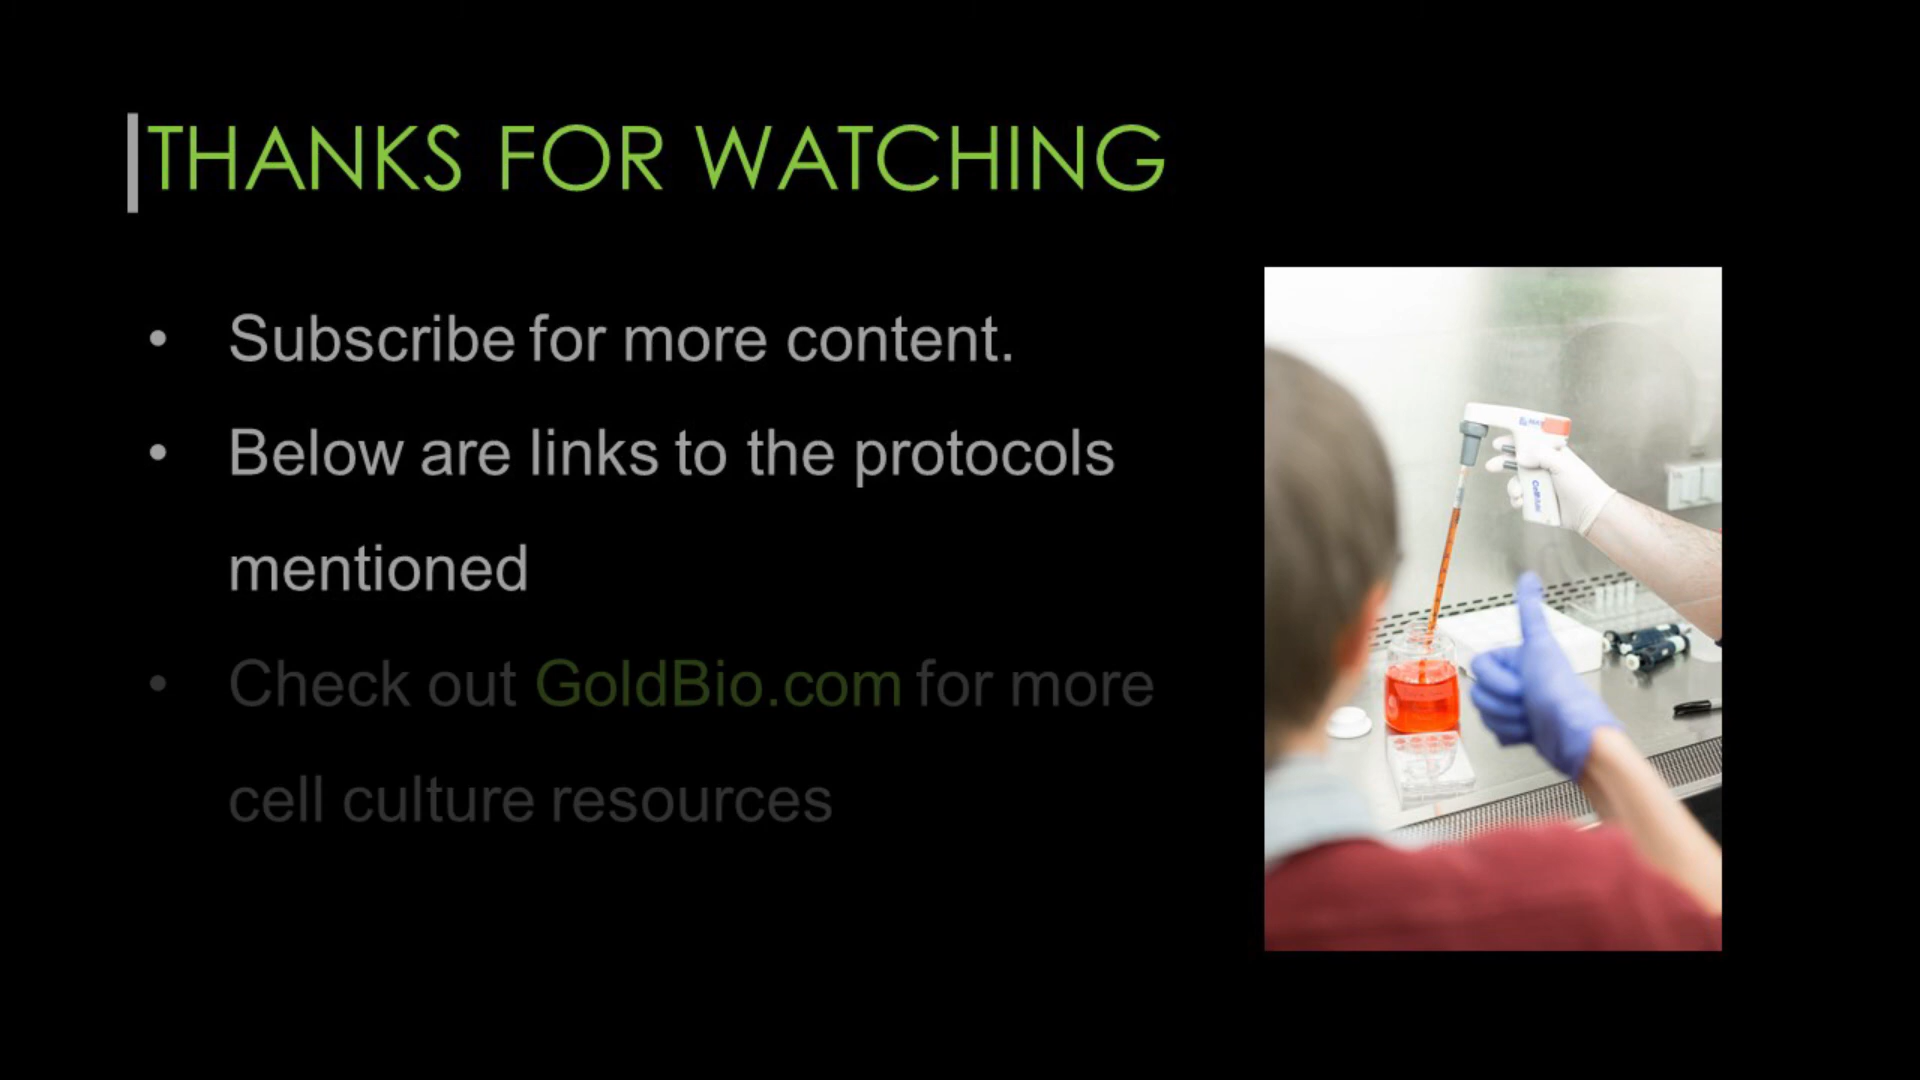 THANKS FOR WATCHING
• Subscribe for more content.
• Below are links to the protocols
mentioned
• Check out GoldBio.com for more
cell culture resources